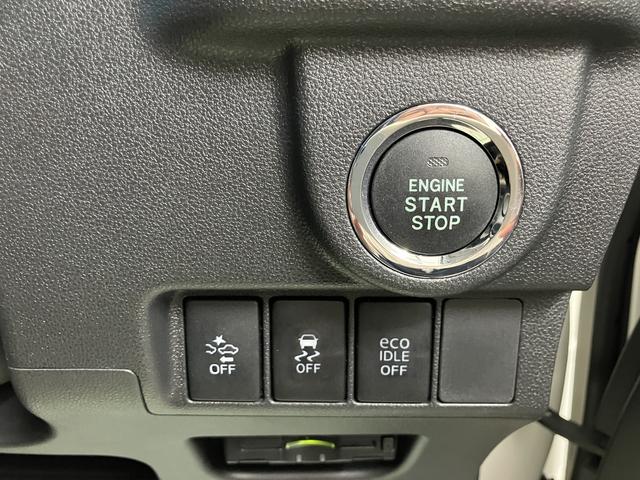 ENGINE
START
STOP
OFF
OFF
eco
IDLE
OFF